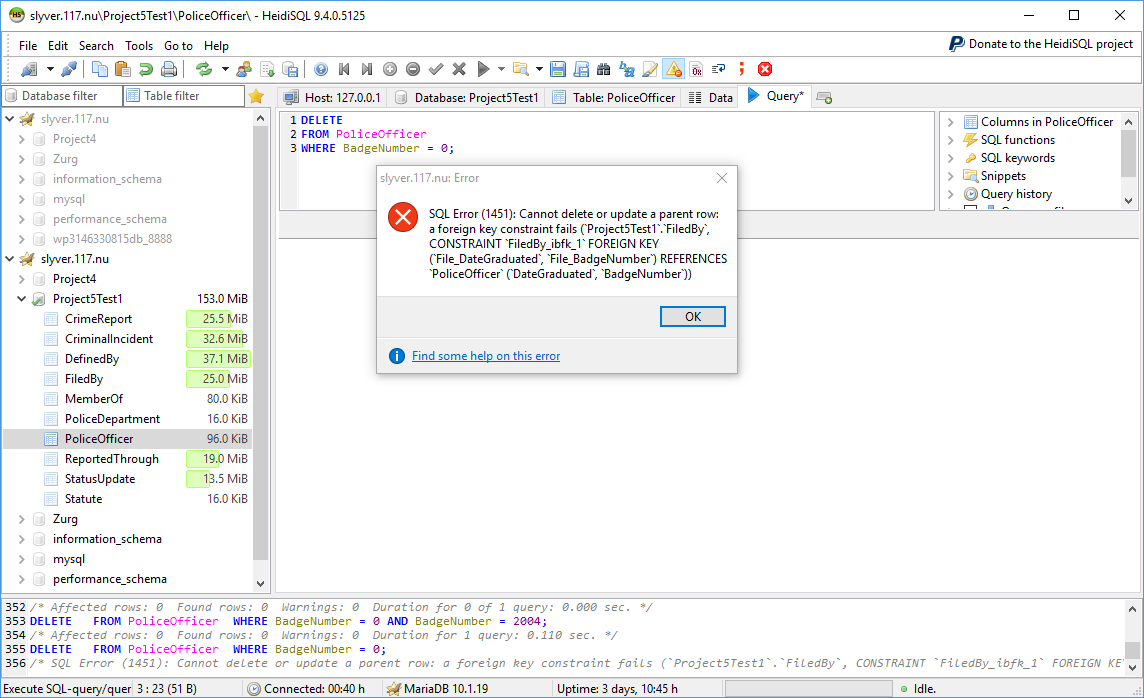 slyver.117.nu\Project5Test1\PoliceOfficer\ - HeidiSQL 9.4.0.5125
File Edit Search Tools Go to Help
Donate to the HeidiSQL project
Database filter
Table filter
Host: 127.0.0.1
Database: Project5Test1
Table: PoliceOfficer
Data
Query*
slyver.117.nu
Project4
Zurg
information_schema
mysql
performance_schema
wp3146330815db_8888
slyver.117.nu
Project4
Project5Test1 153.0 MiB
CrimeReport 25.5 MiB
CriminalIncident 32.6 MiB
DefinedBy 37.1 MiB
FiledBy 25.0 MiB
MemberOf 80.0 KiB
PoliceDepartment 16.0 KiB
PoliceOfficer 96.0 KiB
ReportedThrough 19.0 MiB
StatusUpdate 13.5 MiB
Statute 16.0 KiB
Zurg
information_schema
mysql
performance_schema
1 DELETE
2 FROM PoliceOfficer
3 WHERE BadgeNumber = 0;
Columns in PoliceOfficer
SQL functions
SQL keywords
Snippets
Query history
slyver.117.nu: Error
SQL Error (1451): Cannot delete or update a parent row:
a foreign key constraint fails (`Project5Test1`.`FiledBy`,
CONSTRAINT `FiledBy_ibfk_1` FOREIGN KEY
(`File_DateGraduated`, `File_BadgeNumber`) REFERENCES
`PoliceOfficer` (`DateGraduated`, `BadgeNumber`))
OK
Find some help on this error
352 /* Affected rows: 0 Found rows: 0 Warnings: 0 Duration for 0 of 1 query: 0.000 sec. */
353 DELETE FROM PoliceOfficer WHERE BadgeNumber = 0 AND BadgeNumber = 2004;
354 /* Affected rows: 0 Found rows: 0 Warnings: 0 Duration for 1 query: 0.110 sec. */
355 DELETE FROM PoliceOfficer WHERE BadgeNumber = 0;
356 /* SQL Error (1451): Cannot delete or update a parent row: a foreign key constraint fails (`Project5Test1`.`FiledBy`, CONSTRAINT `FiledBy_ibfk_1` FOREIGN KE
Execute SQL-query/quer 3 : 23 (51 B) Connected: 00:40 h MariaDB 10.1.19 Uptime: 3 days, 10:45 h Idle.